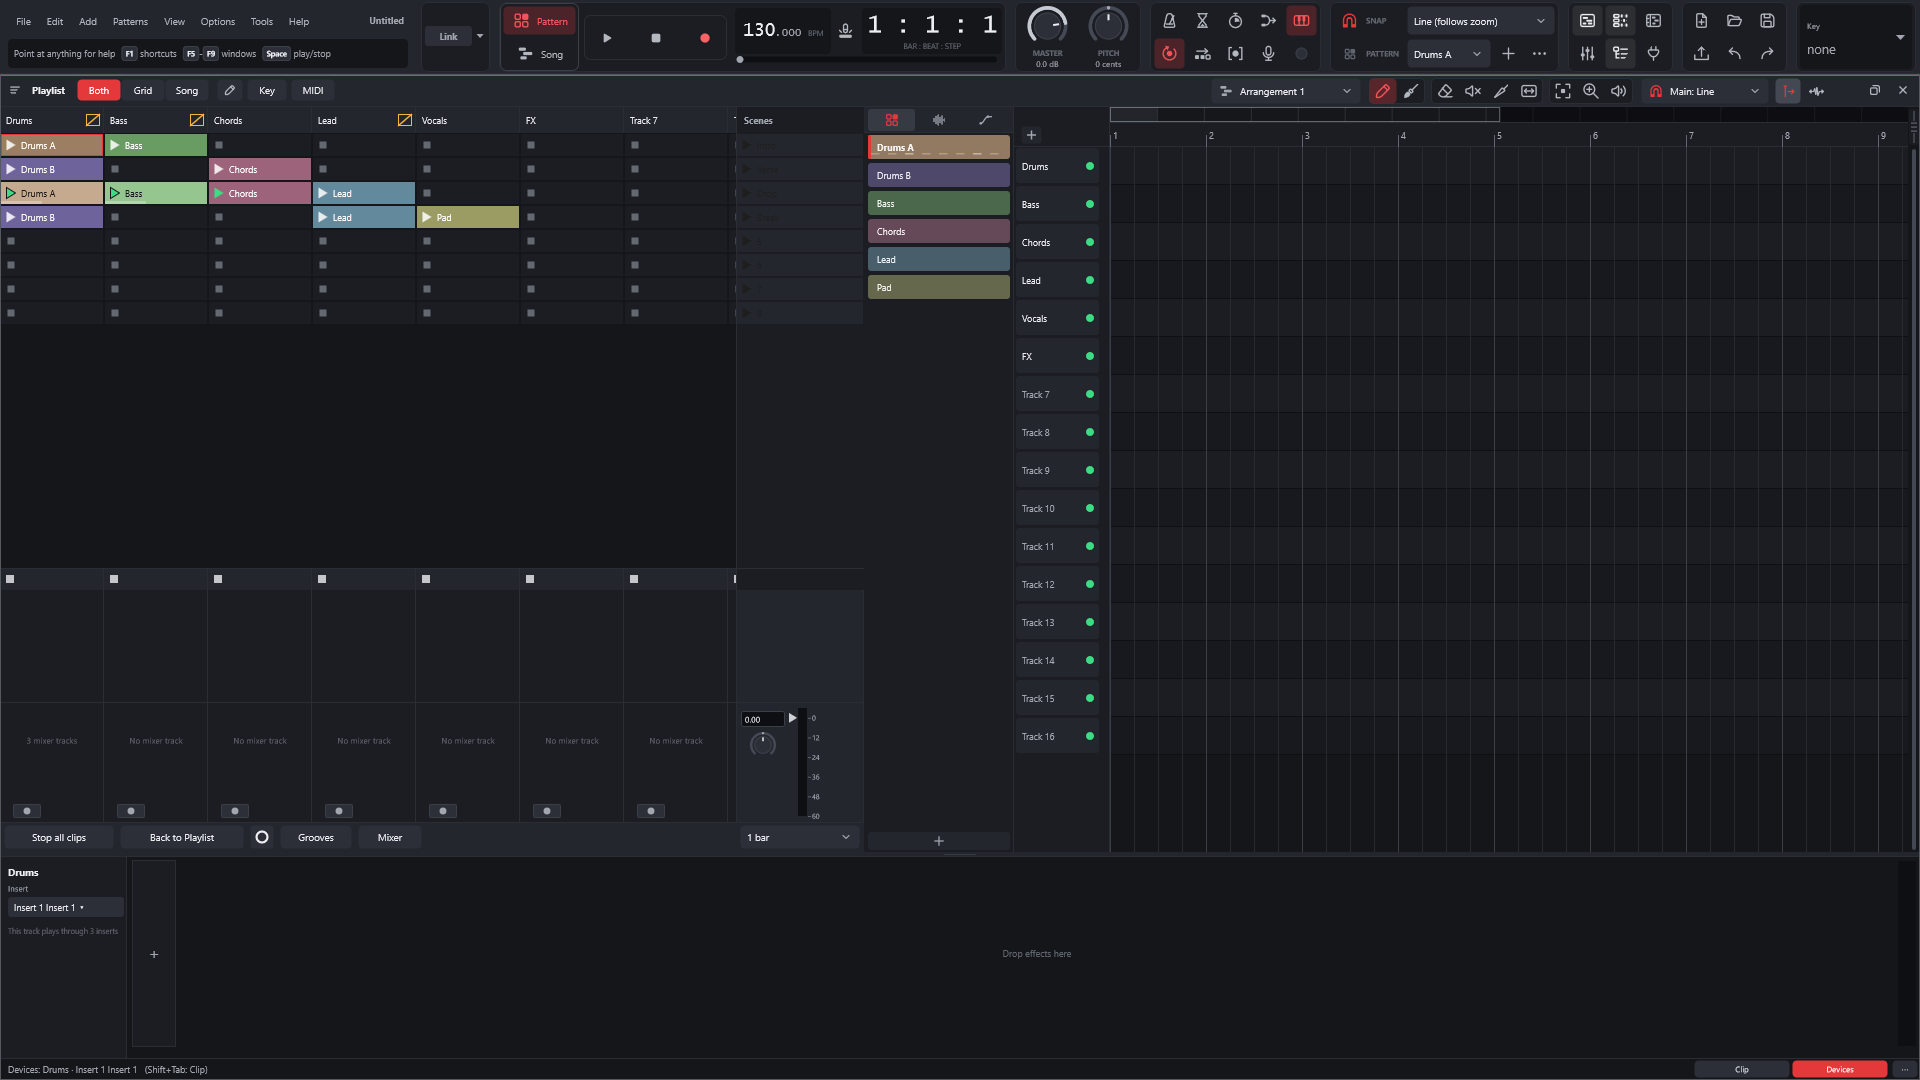 File Edit Add Patterns View Options Tools Help Untitled
Point at anything for help F1 shortcuts F5 - F9 windows Space play/stop
Link
Pattern
Song
130.000 BPM
1 : 1 : 1
BAR : BEAT : STEP
MASTER
0.0 dB
PITCH
0 cents
SNAP Line (follows zoom)
PATTERN Drums A
Key
none
Playlist Both Grid Song Key MIDI
Arrangement 1
Main: Line
Drums Bass Chords Lead Vocals FX Track 7 Scenes
Drums A Bass
Drums B Chords
Drums A Bass Chords Lead
Drums B Lead Pad
Drums A
Drums B
Bass
Chords
Lead
Pad
1 2 3 4 5 6 7 8 9
Drums
Bass
Chords
Lead
Vocals
FX
Track 7
Track 8
Track 9
Track 10
Track 11
Track 12
Track 13
Track 14
Track 15
Track 16
3 mixer tracks No mixer track No mixer track No mixer track No mixer track No mixer track No mixer track
0.00
-0
-12
-24
-36
-48
-60
Stop all clips Back to Playlist Grooves Mixer 1 bar
Drums
Insert
Insert 1 Insert 1
This track plays through 3 inserts
Drop effects here
Devices: Drums · Insert 1 Insert 1 (Shift+Tab: Clip)
Clip Devices